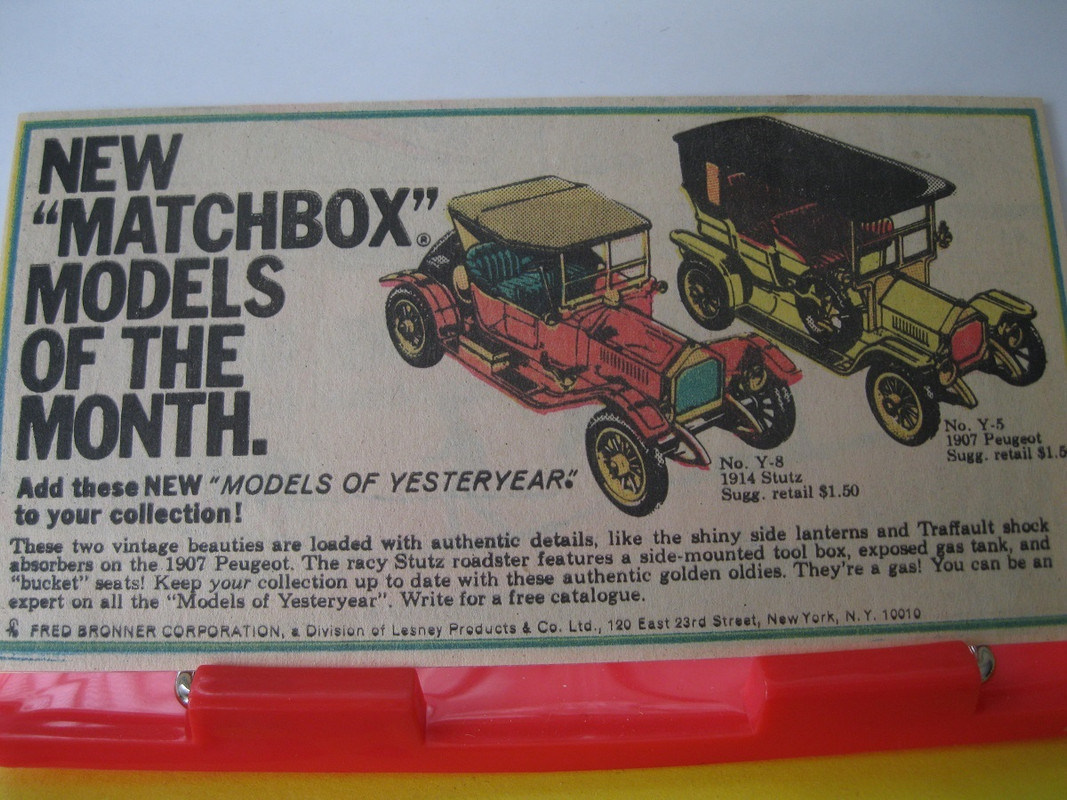 NEW
“MATCHBOX”®
MODELS
OF THE
MONTH.
No. Y-8
1914 Stutz
Sugg. retail $1.50
No. Y-5
1907 Peugeot
Sugg. retail $1.5
Add these NEW “MODELS OF YESTERYEAR”
to your collection!
These two vintage beauties are loaded with authentic details, like the shiny side lanterns and Traffault shock
absorbers on the 1907 Peugeot. The racy Stutz roadster features a side-mounted tool box, exposed gas tank, and
“bucket” seats! Keep your collection up to date with these authentic golden oldies. They're a gas! You can be an
expert on all the “Models of Yesteryear”. Write for a free catalogue.
FRED BRONNER CORPORATION, a Division of Lesney Products & Co. Ltd., 120 East 23rd Street, New York, N.Y. 10010